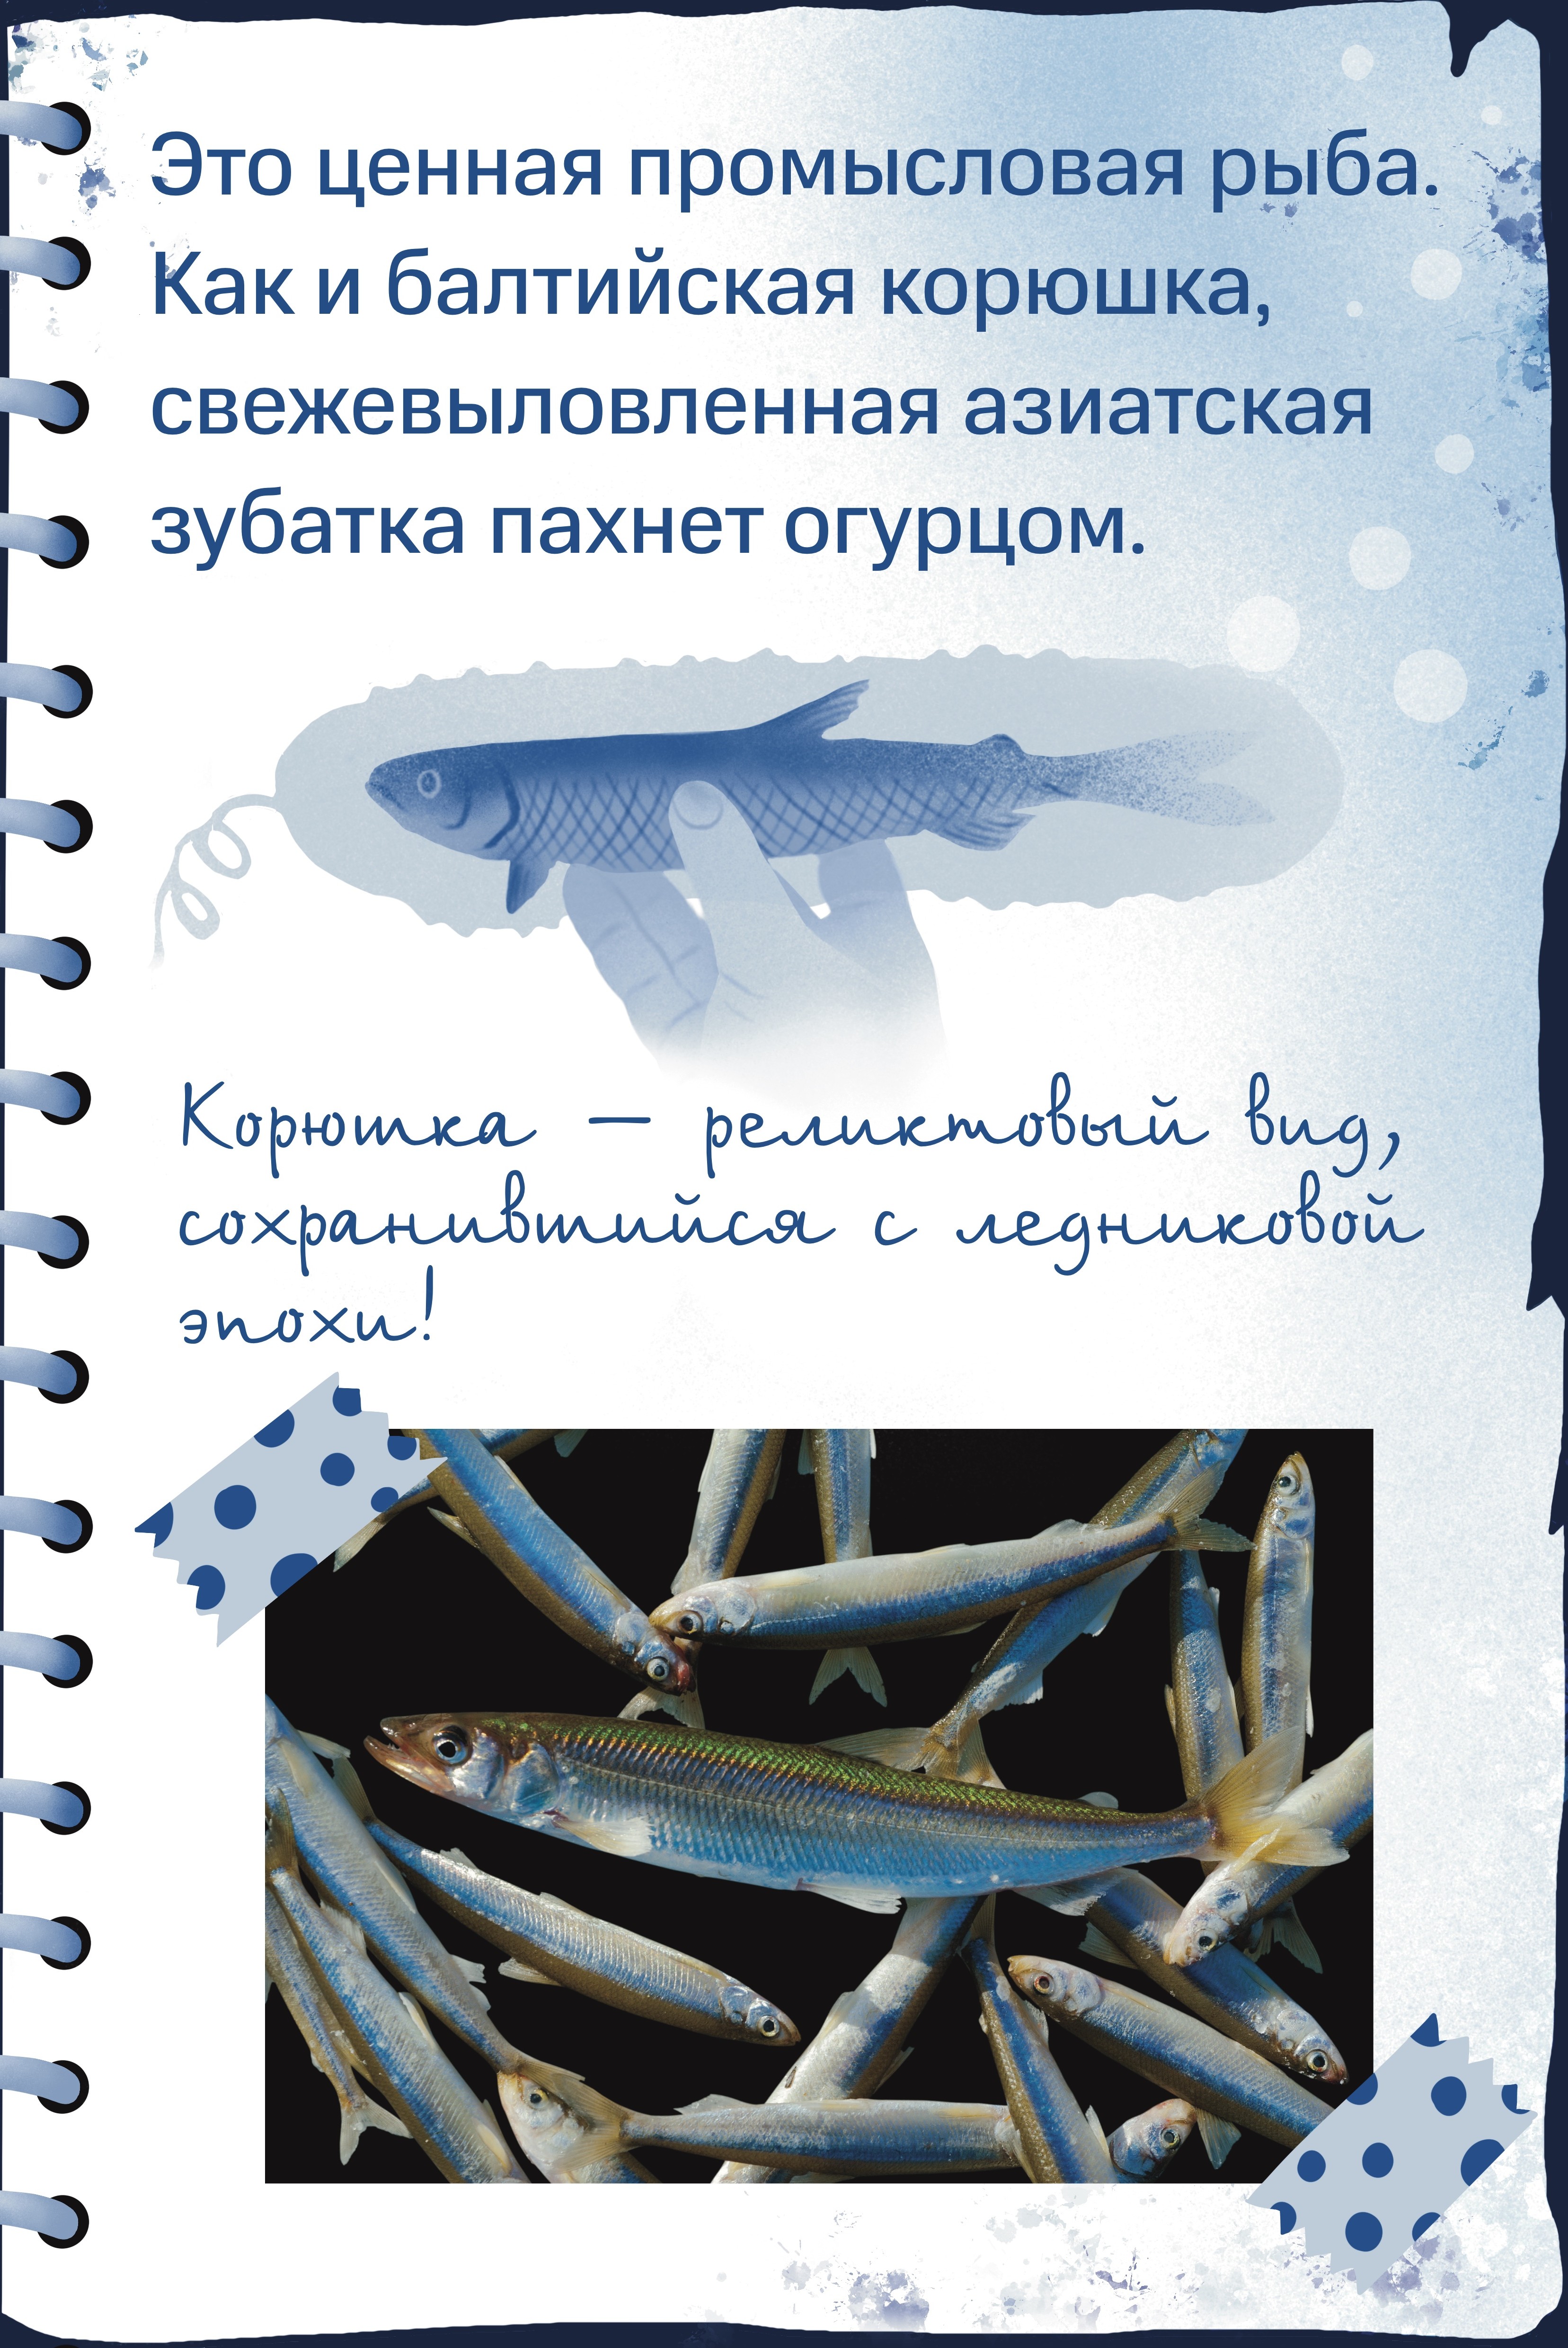 Это ценная промысловая рыба.
Как и балтийская корюшка,
свежевыловленная азиатская
зубатка пахнет огурцом.
Корюшка — реликтовый вид,
сохранившийся с ледниковой
эпохи!